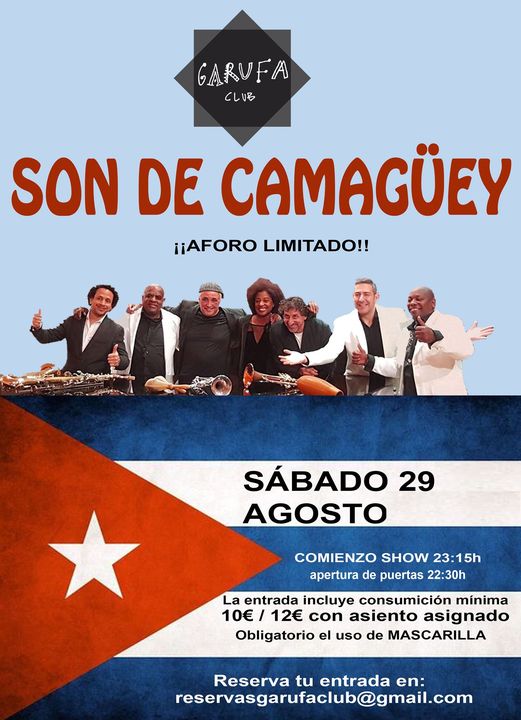 GARUFA
CLUB
SON DE CAMAGÜEY
¡¡AFORO LIMITADO!!
SÁBADO 29
AGOSTO
COMIENZO SHOW 23:15h
apertura de puertas 22:30h
La entrada incluye consumición mínima
10€ / 12€ con asiento asignado
Obligatorio el uso de MASCARILLA
Reserva tu entrada en:
reservasgarufaclub@gmail.com